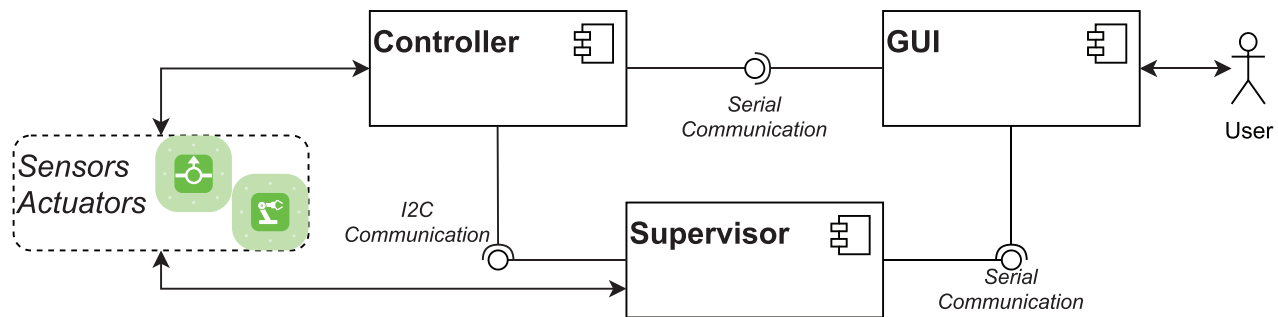 Controller
GUI
Serial
Communication
User
Sensors
Actuators
I2C
Communication
Supervisor
Serial
Communication